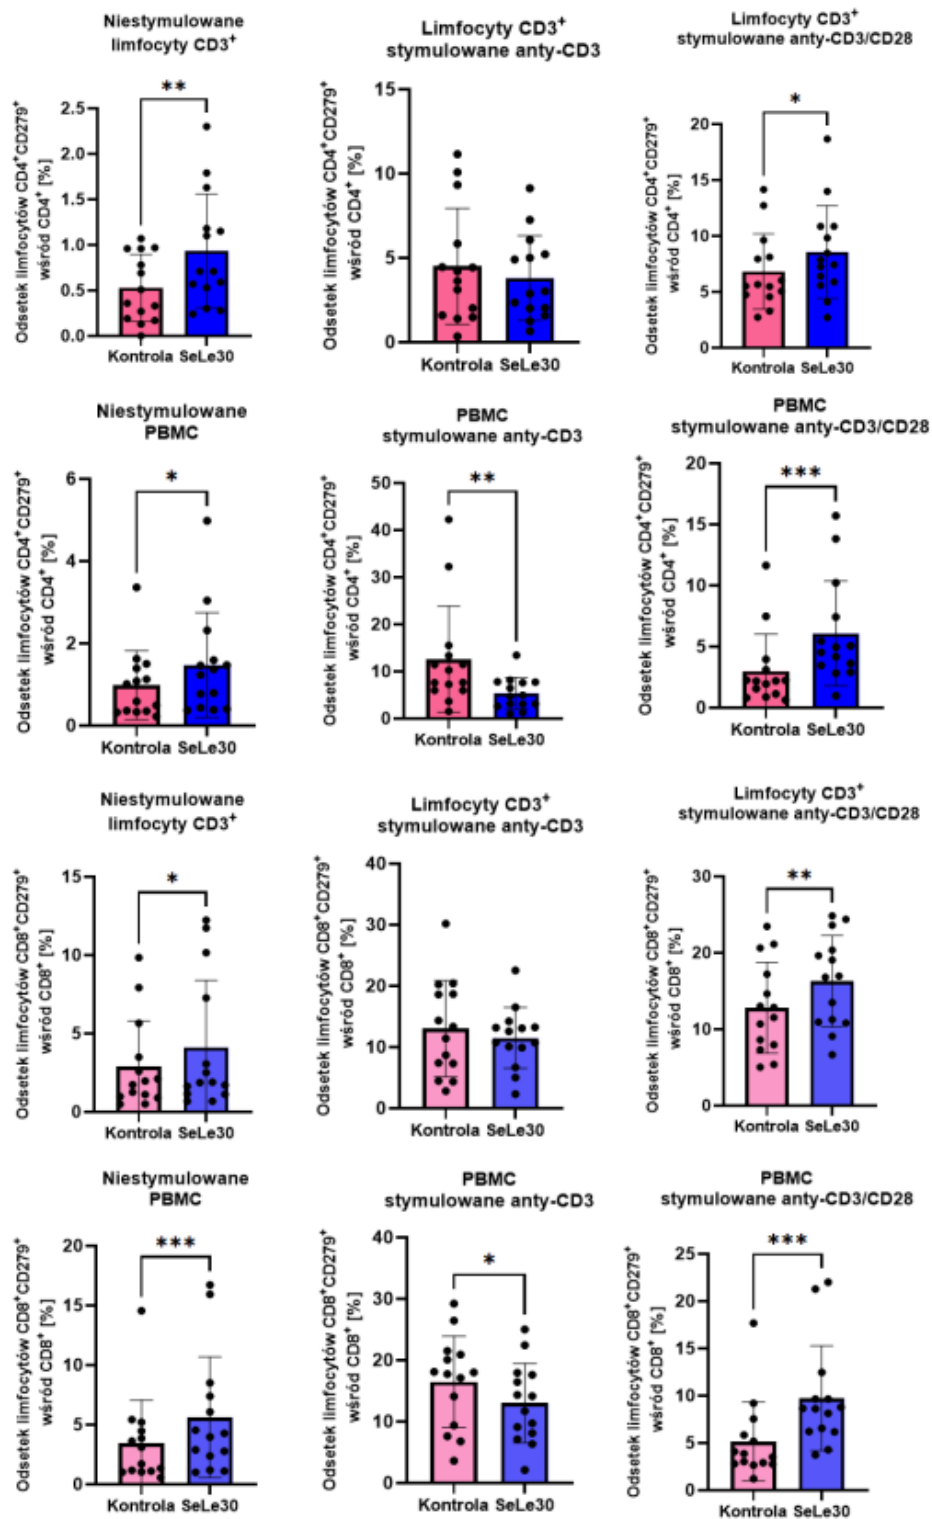 Niestymulowane
limfocyty CD3⁺
Odsetek limfocytów CD4⁺CD279⁺
wśród CD4⁺ [%]
2.5
2.0
1.5
1.0
0.5
0.0
**
Kontrola SeLe30
Limfocyty CD3⁺
stymulowane anty-CD3
Odsetek limfocytów CD4⁺CD279⁺
wśród CD4⁺ [%]
15
10
5
0
Kontrola SeLe30
Limfocyty CD3⁺
stymulowane anty-CD3/CD28
Odsetek limfocytów CD4⁺CD279⁺
wśród CD4⁺ [%]
20
15
10
5
0
*
Kontrola SeLe30
Niestymulowane
PBMC
Odsetek limfocytów CD4⁺CD279⁺
wśród CD4⁺ [%]
6
4
2
0
*
Kontrola SeLe30
PBMC
stymulowane anty-CD3
Odsetek limfocytów CD4⁺CD279⁺
wśród CD4⁺ [%]
50
40
30
20
10
0
**
Kontrola SeLe30
PBMC
stymulowane anty-CD3/CD28
Odsetek limfocytów CD4⁺CD279⁺
wśród CD4⁺ [%]
20
15
10
5
0
***
Kontrola SeLe30
Niestymulowane
limfocyty CD3⁺
Odsetek limfocytów CD8⁺CD279⁺
wśród CD8⁺ [%]
15
10
5
0
*
Kontrola SeLe30
Limfocyty CD3⁺
stymulowane anty-CD3
Odsetek limfocytów CD8⁺CD279⁺
wśród CD8⁺ [%]
40
30
20
10
0
Kontrola SeLe30
Limfocyty CD3⁺
stymulowane anty-CD3/CD28
Odsetek limfocytów CD8⁺CD279⁺
wśród CD8⁺ [%]
30
20
10
0
**
Kontrola SeLe30
Niestymulowane
PBMC
Odsetek limfocytów CD8⁺CD279⁺
wśród CD8⁺ [%]
20
15
10
5
0
***
Kontrola SeLe30
PBMC
stymulowane anty-CD3
Odsetek limfocytów CD8⁺CD279⁺
wśród CD8⁺ [%]
40
30
20
10
0
*
Kontrola SeLe30
PBMC
stymulowane anty-CD3/CD28
Odsetek limfocytów CD8⁺CD279⁺
wśród CD8⁺ [%]
25
20
15
10
5
0
***
Kontrola SeLe30